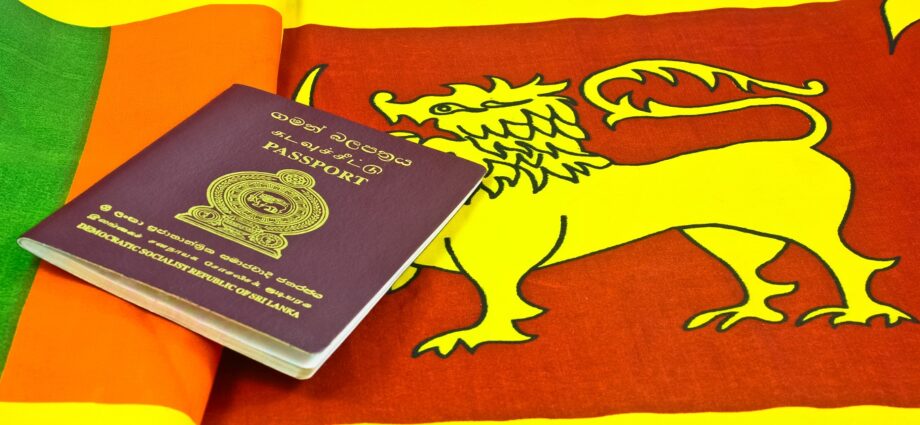 ගමන් බලපත්‍රය
கடவுச்சீட்டு
PASSPORT
ශ්‍රී ලංකා ප්‍රජාතාන්ත්‍රික සමාජවාදී ජනරජය
இலங்கை சனநாயக சோசலிசக் குடியரசு
DEMOCRATIC SOCIALIST REPUBLIC OF SRI LANKA